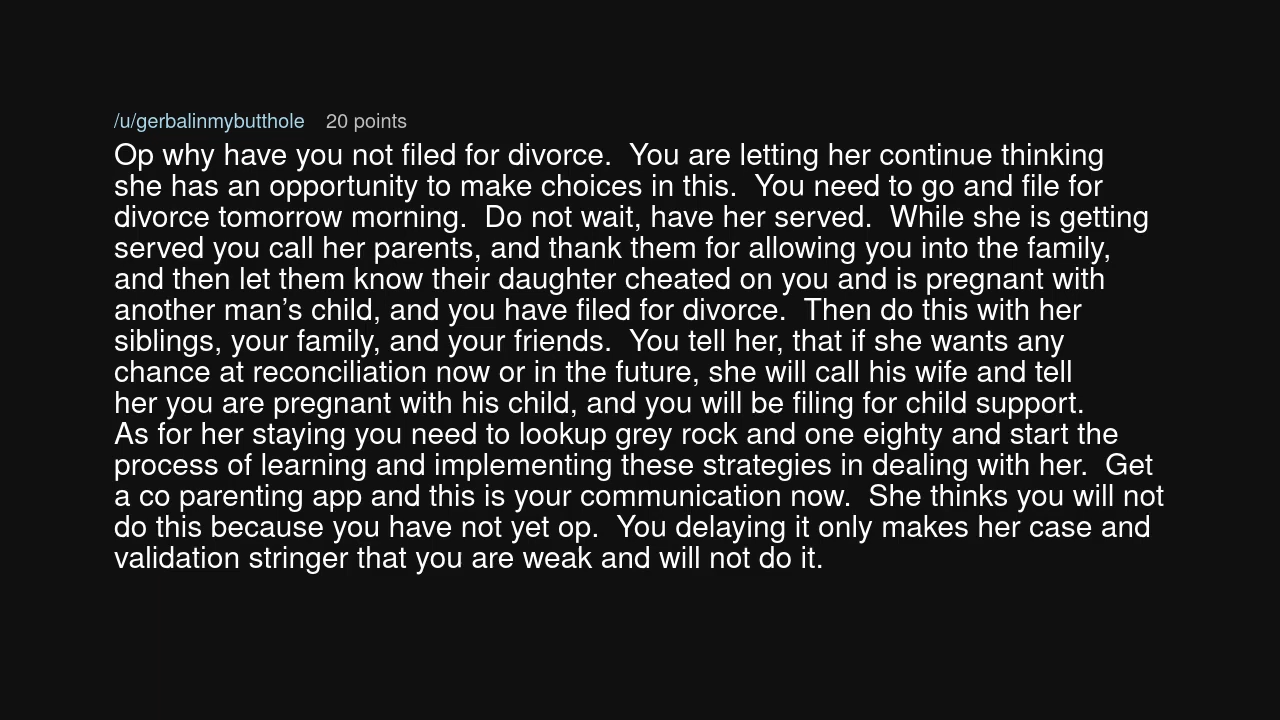 /u/gerbalinmybutthole 20 points
Op why have you not filed for divorce.  You are letting her continue thinking
she has an opportunity to make choices in this.  You need to go and file for
divorce tomorrow morning.  Do not wait, have her served.  While she is getting
served you call her parents, and thank them for allowing you into the family,
and then let them know their daughter cheated on you and is pregnant with
another man’s child, and you have filed for divorce.  Then do this with her
siblings, your family, and your friends.  You tell her, that if she wants any
chance at reconciliation now or in the future, she will call his wife and tell
her you are pregnant with his child, and you will be filing for child support.
As for her staying you need to lookup grey rock and one eighty and start the
process of learning and implementing these strategies in dealing with her.  Get
a co parenting app and this is your communication now.  She thinks you will not
do this because you have not yet op.  You delaying it only makes her case and
validation stringer that you are weak and will not do it.